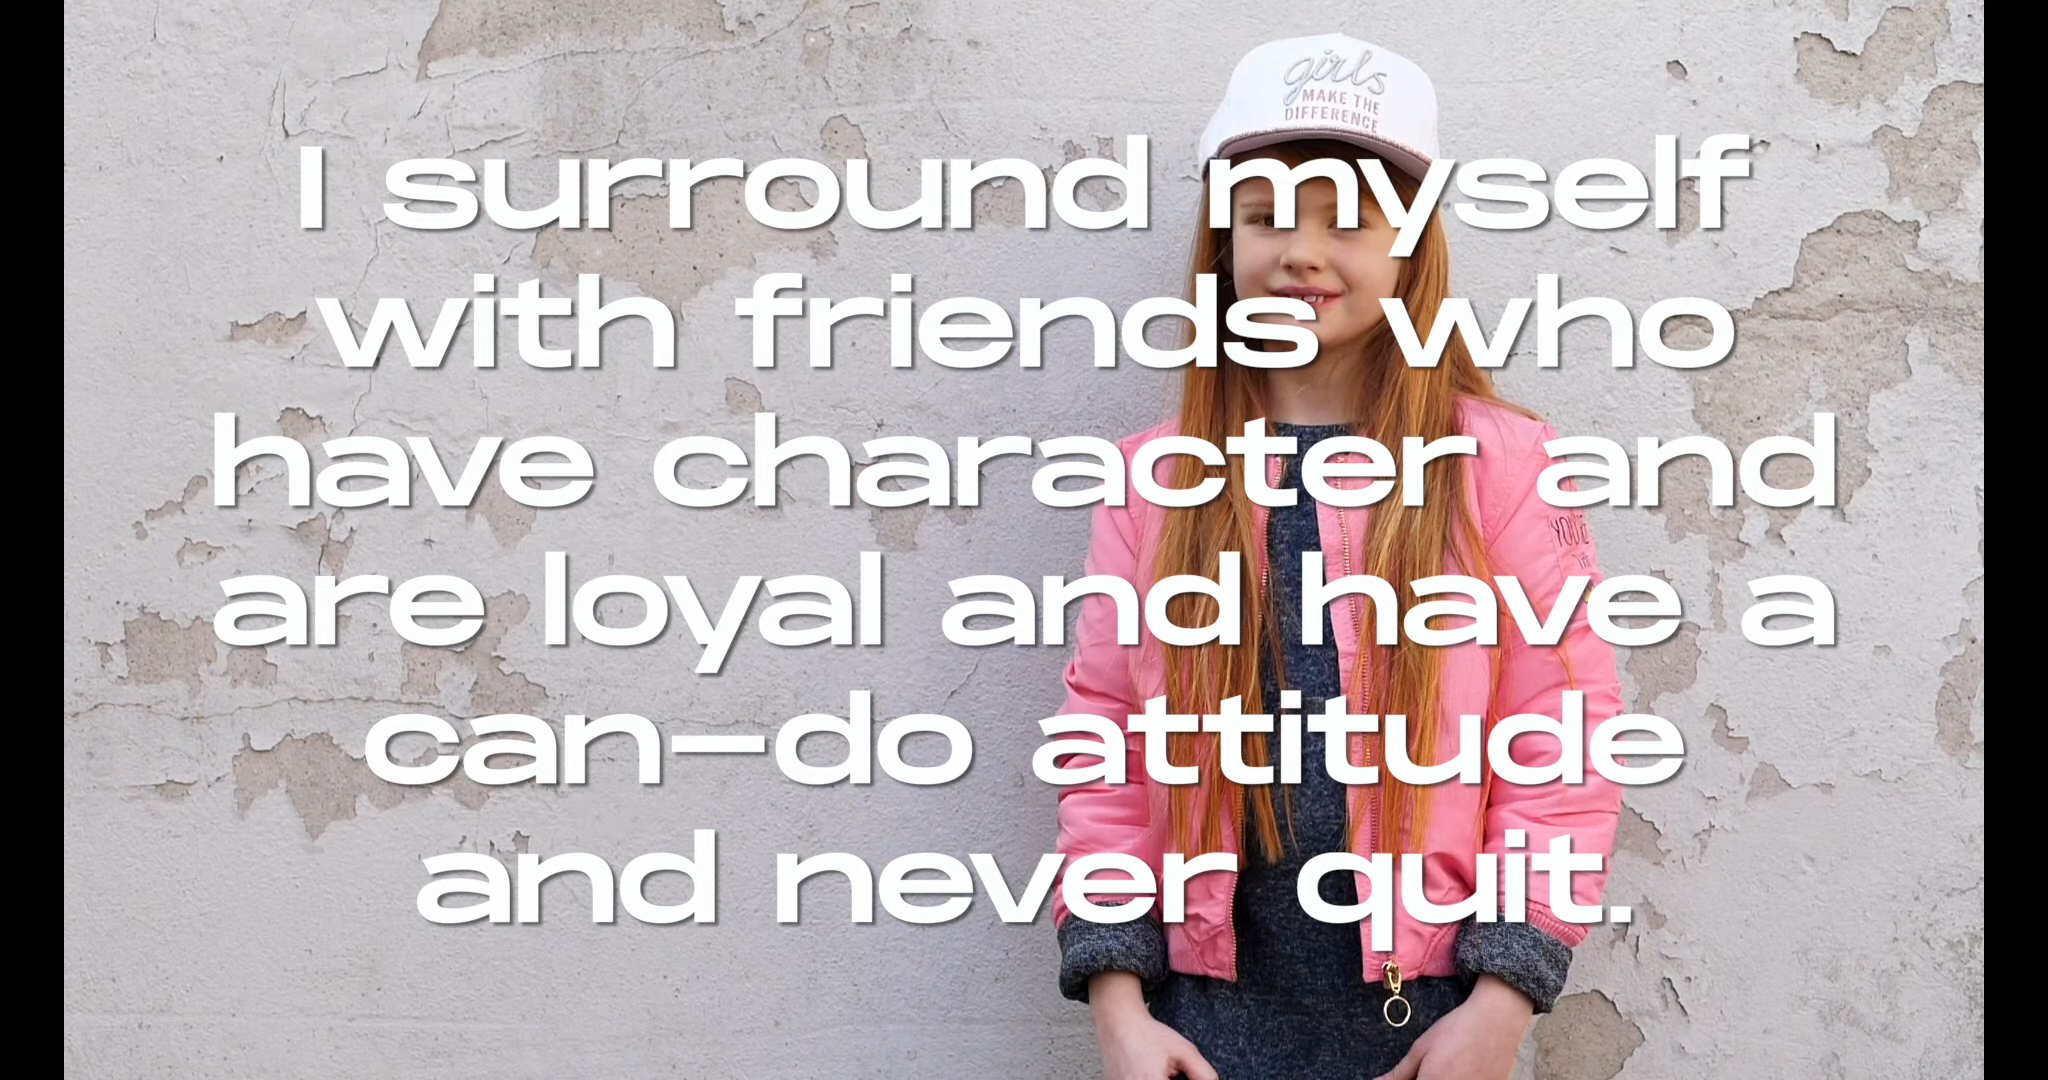 girls
MAKE THE
DIFFERENCE
I surround myself
with friends who
have character and
are loyal and have a
can-do attitude
and never quit.